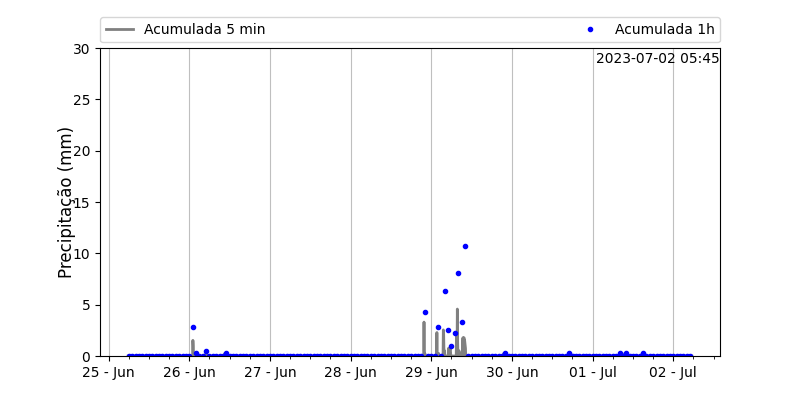 Acumulada 5 min
Acumulada 1h
2023-07-02 05:45
Precipitação (mm)
30
25
20
15
10
5
0
25 - Jun
26 - Jun
27 - Jun
28 - Jun
29 - Jun
30 - Jun
01 - Jul
02 - Jul